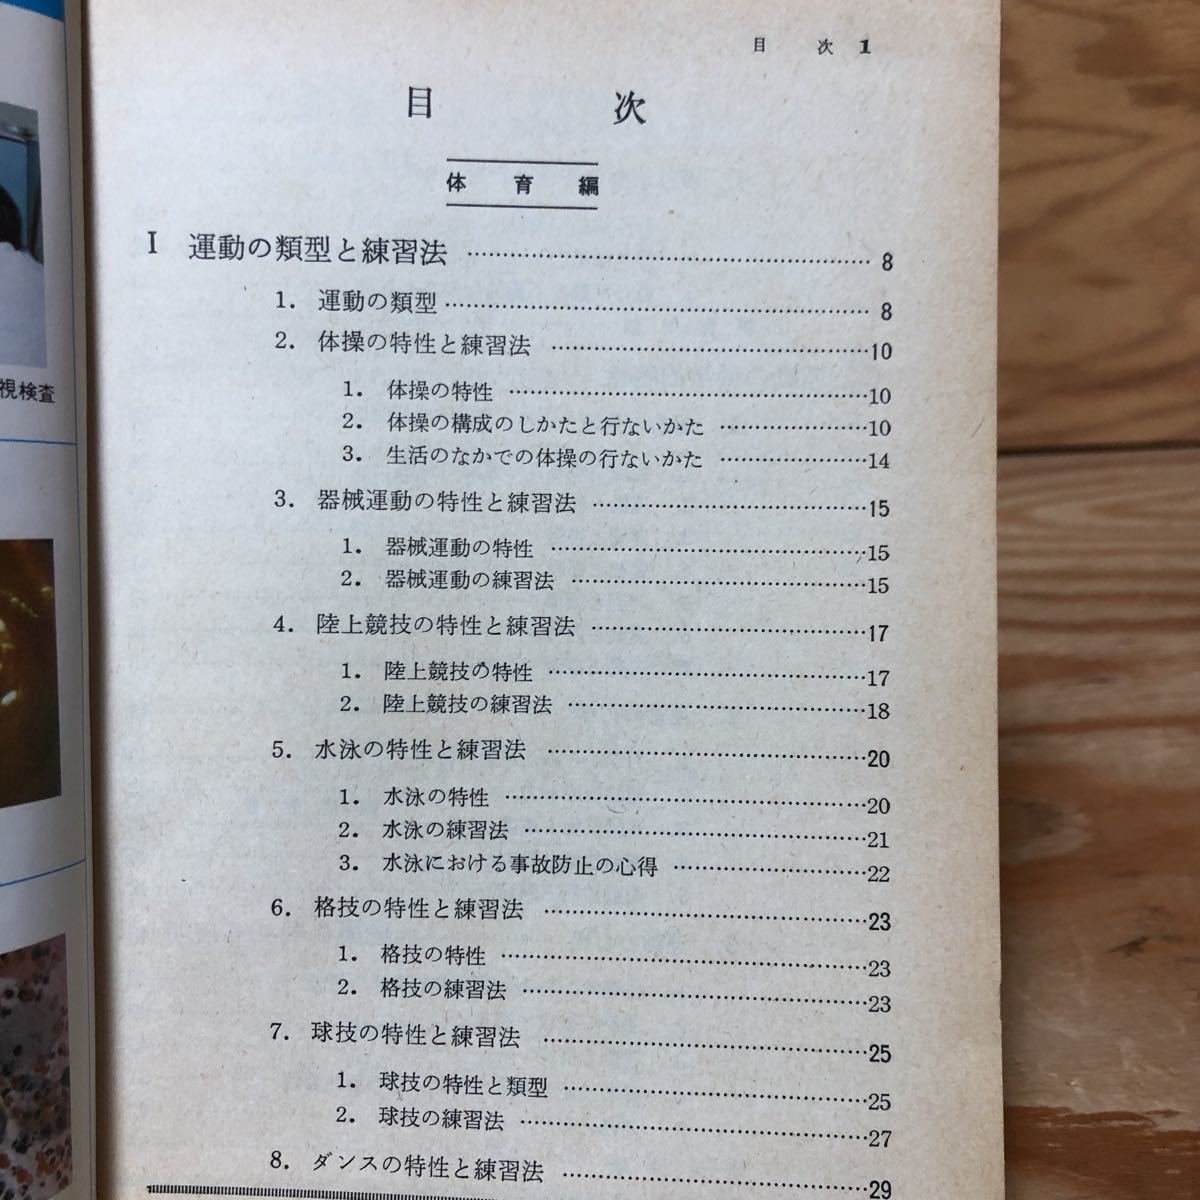 目 次 1
目 次
体 育 編
I 運動の類型と練習法 …… 8
1. 運動の類型 …… 8
2. 体操の特性と練習法 …… 10
1. 体操の特性 …… 10
2. 体操の構成のしかたと行ないかた …… 10
3. 生活のなかでの体操の行ないかた …… 14
3. 器械運動の特性と練習法 …… 15
1. 器械運動の特性 …… 15
2. 器械運動の練習法 …… 15
4. 陸上競技の特性と練習法 …… 17
1. 陸上競技の特性 …… 17
2. 陸上競技の練習法 …… 18
5. 水泳の特性と練習法 …… 20
1. 水泳の特性 …… 20
2. 水泳の練習法 …… 21
3. 水泳における事故防止の心得 …… 22
6. 格技の特性と練習法 …… 23
1. 格技の特性 …… 23
2. 格技の練習法 …… 23
7. 球技の特性と練習法 …… 25
1. 球技の特性と類型 …… 25
2. 球技の練習法 …… 27
8. ダンスの特性と練習法 …… 29
視検査